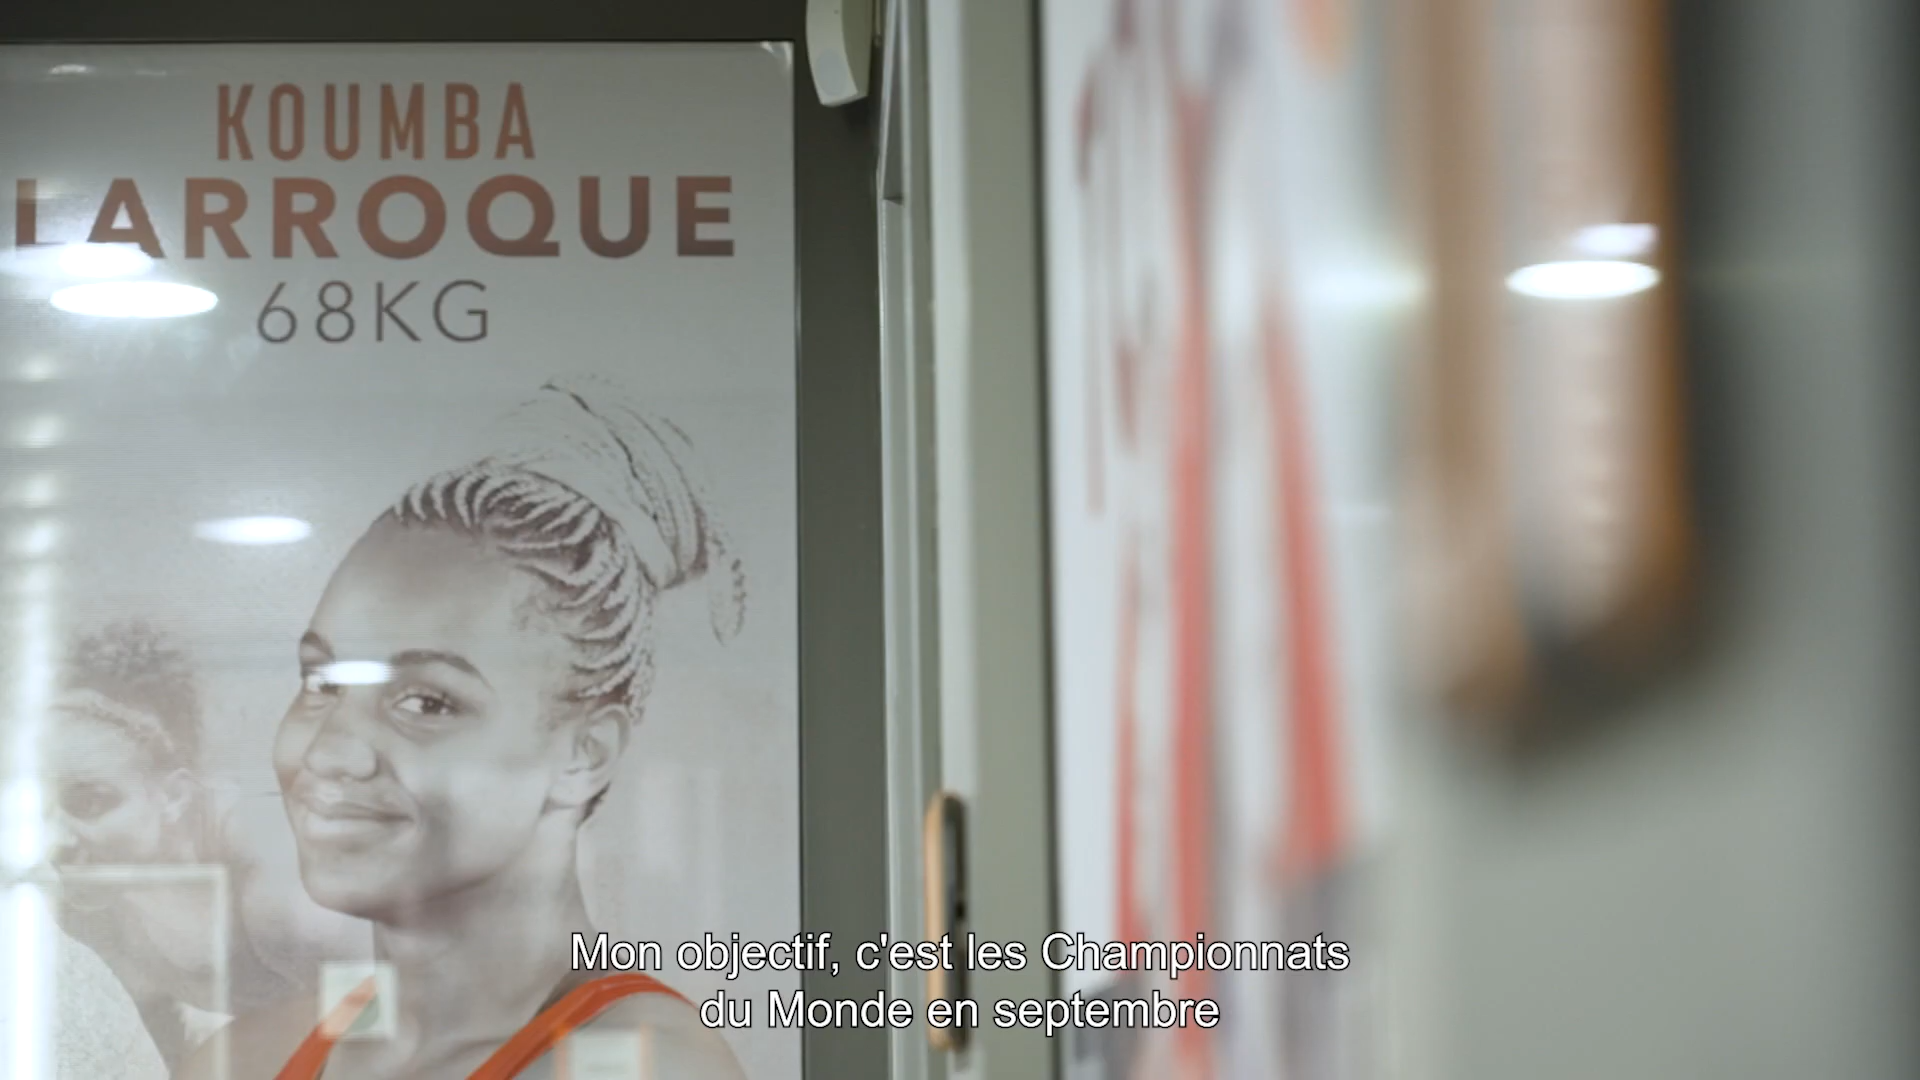 KOUMBA
LARROQUE
68KG
Mon objectif, c'est les Championnats
du Monde en septembre